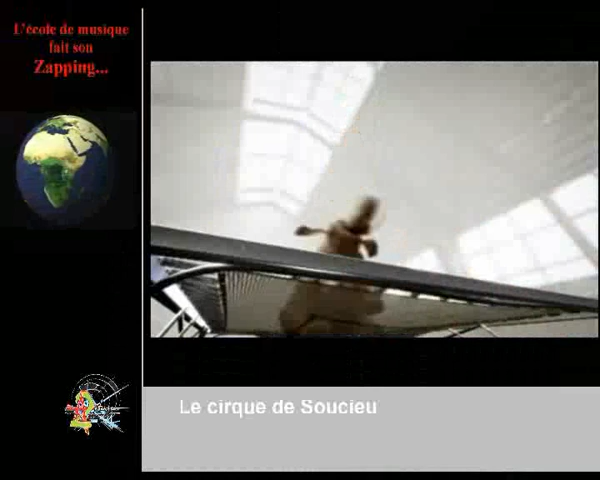 L'école de musique
fait son
Zapping...
Le cirque de Soucieu